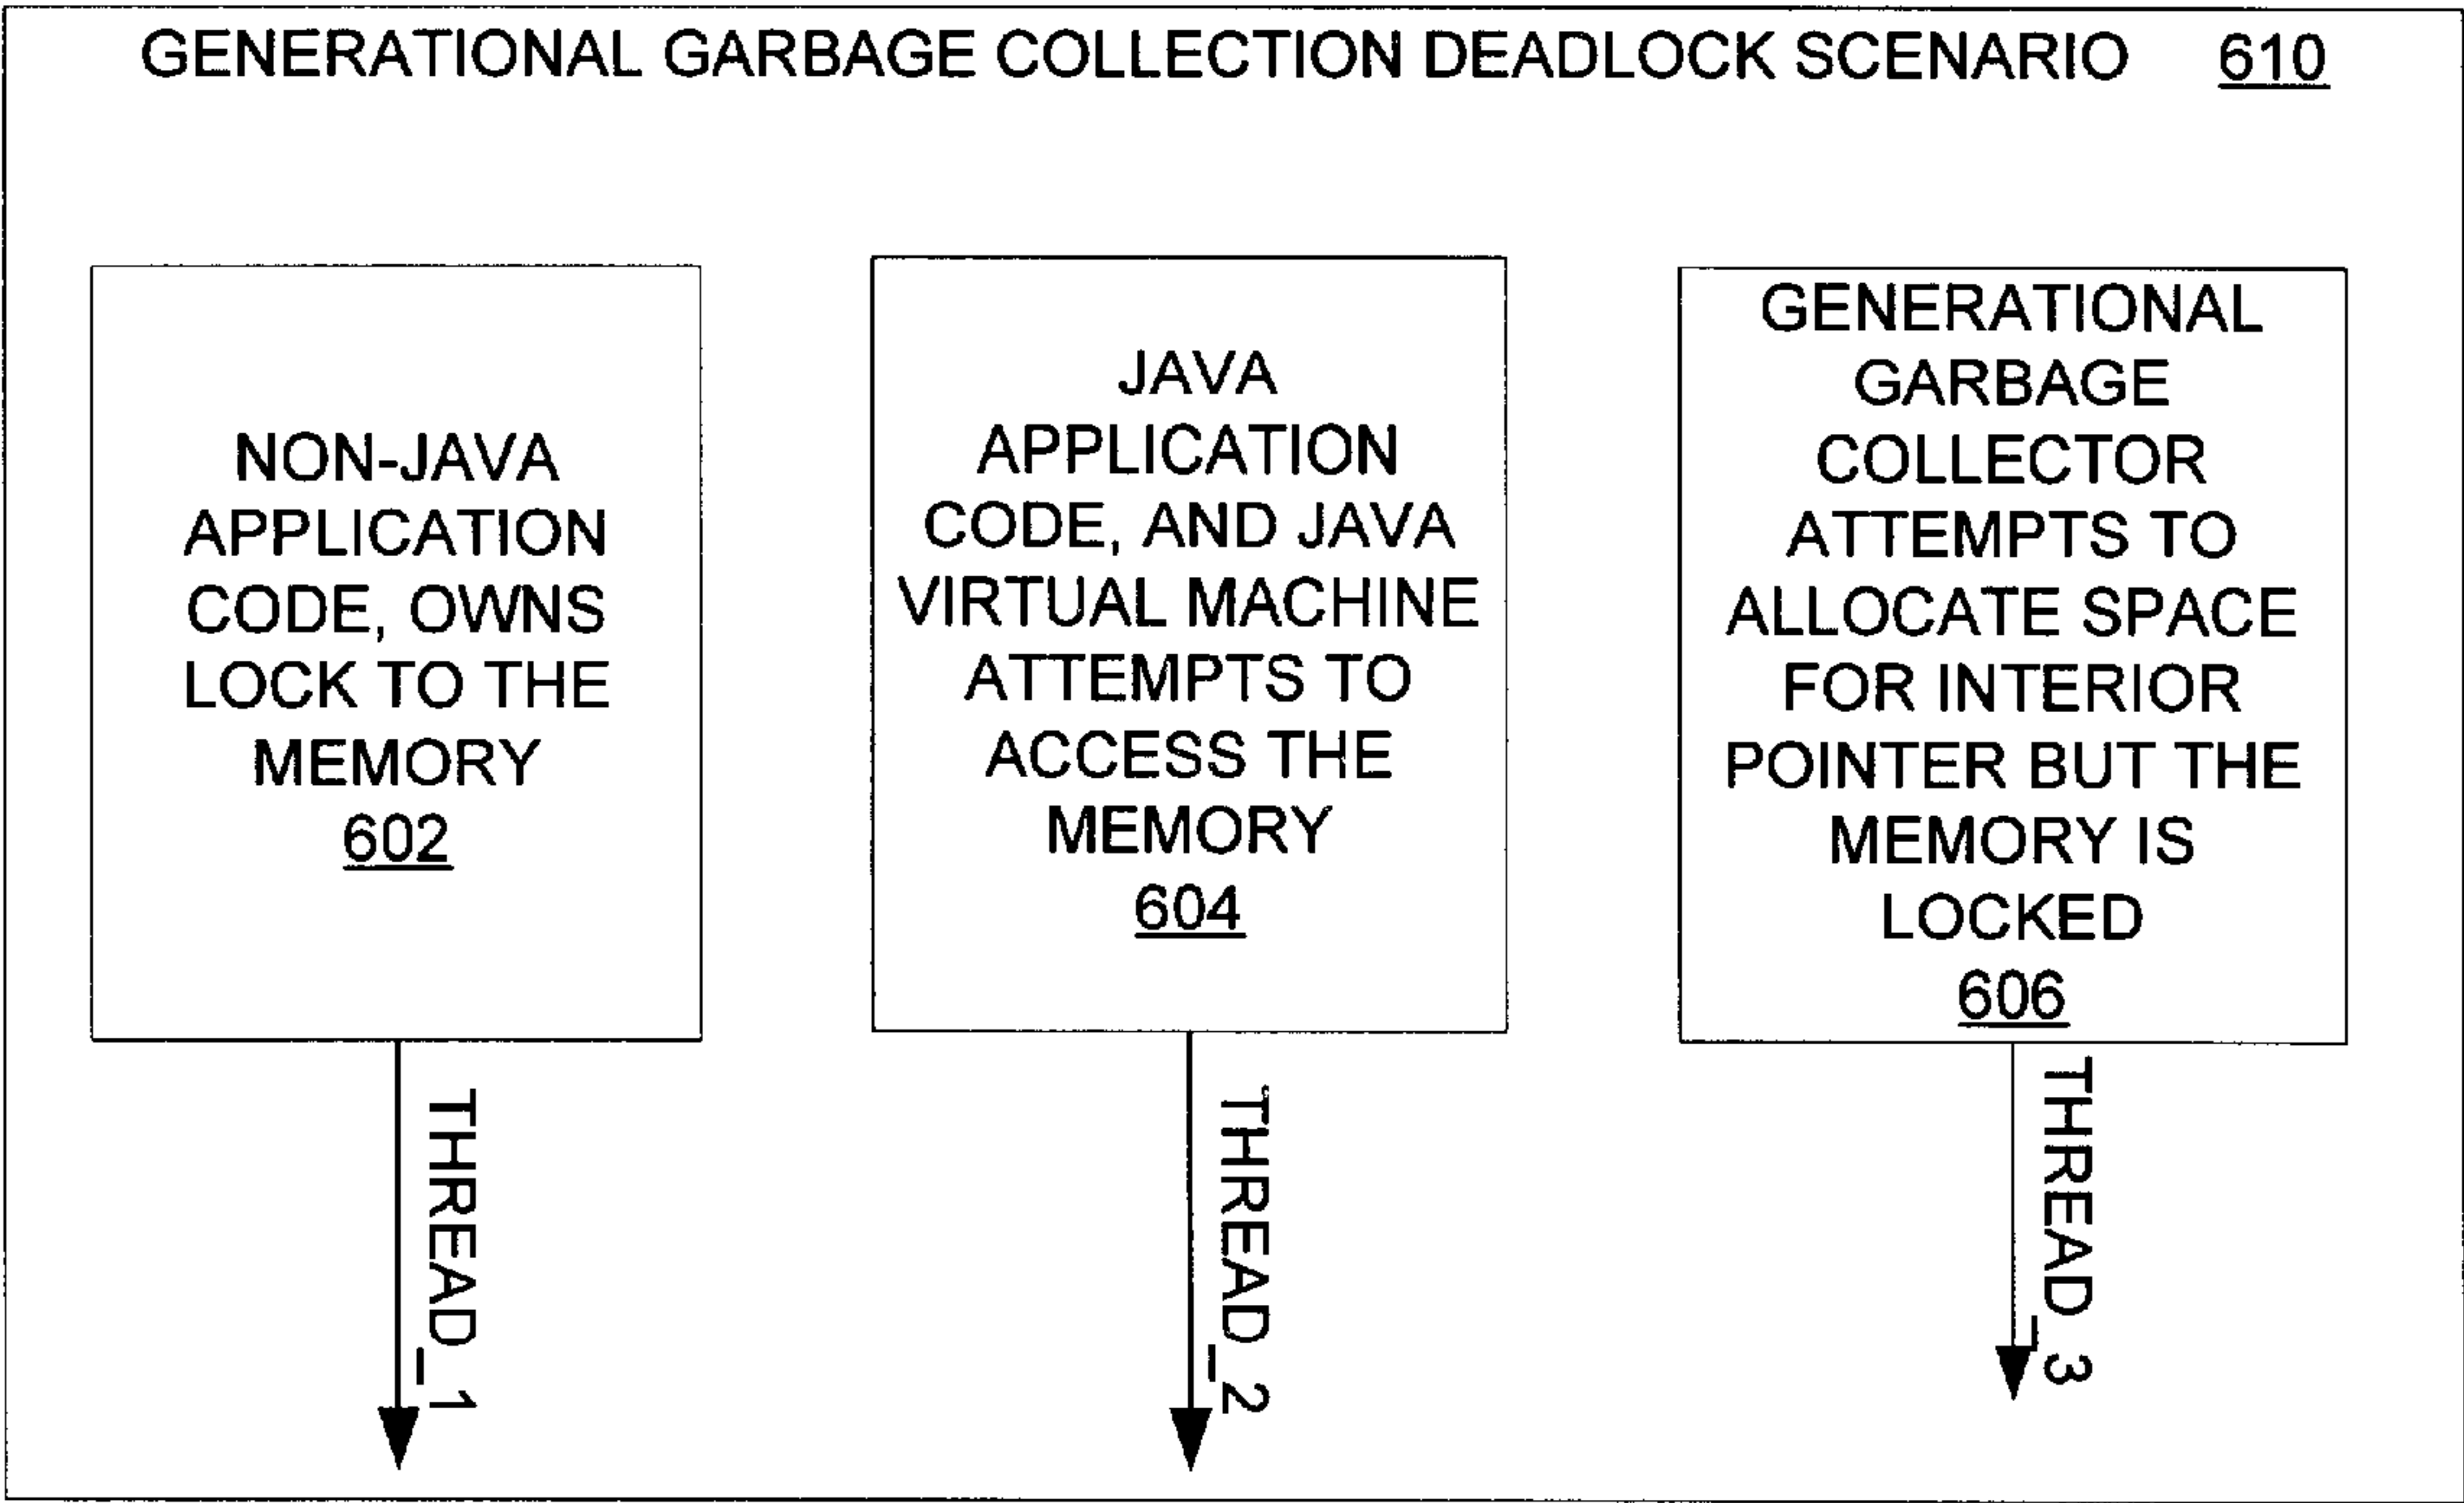 GENERATIONAL GARBAGE COLLECTION DEADLOCK SCENARIO 610
NON-JAVA
APPLICATION
CODE, OWNS
LOCK TO THE
MEMORY
602
JAVA
APPLICATION
CODE, AND JAVA
VIRTUAL MACHINE
ATTEMPTS TO
ACCESS THE
MEMORY
604
GENERATIONAL
GARBAGE
COLLECTOR
ATTEMPTS TO
ALLOCATE SPACE
FOR INTERIOR
POINTER BUT THE
MEMORY IS
LOCKED
606
THREAD_1
THREAD_2
THREAD_3